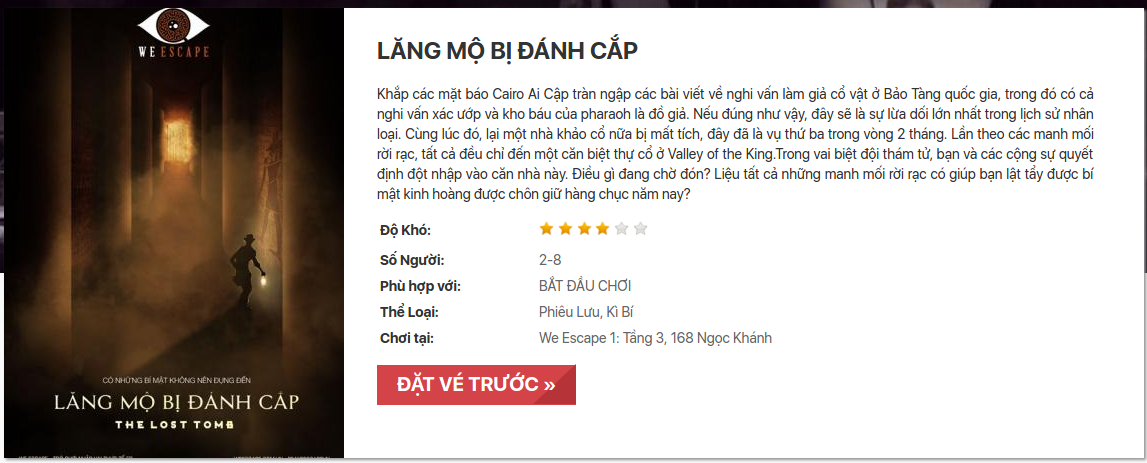 WE ESCAPE
CÓ NHỮNG BÍ MẬT KHÔNG NÊN ĐỤNG ĐẾN
LĂNG MỘ BỊ ĐÁNH CẮP
THE LOST TOMB
LĂNG MỘ BỊ ĐÁNH CẮP
Khắp các mặt báo Cairo Ai Cập tràn ngập các bài viết về nghi vấn làm giả cổ vật ở Bảo Tàng quốc gia, trong đó có cả
nghi vấn xác ướp và kho báu của pharaoh là đồ giả. Nếu đúng như vậy, đây sẽ là sự lừa dối lớn nhất trong lịch sử nhân
loại. Cùng lúc đó, lại một nhà khảo cổ nữa bị mất tích, đây đã là vụ thứ ba trong vòng 2 tháng. Lần theo các manh mối
rời rạc, tất cả đều chỉ đến một căn biệt thự cổ ở Valley of the King.Trong vai biệt đội thám tử, bạn và các cộng sự quyết
định đột nhập vào căn nhà này. Điều gì đang chờ đón? Liệu tất cả những manh mối rời rạc có giúp bạn lật tẩy được bí
mật kinh hoàng được chôn giữ hàng chục năm nay?
Độ Khó:
Số Người: 2-8
Phù hợp với: BẮT ĐẦU CHƠI
Thể Loại: Phiêu Lưu, Kì Bí
Chơi tại: We Escape 1: Tầng 3, 168 Ngọc Khánh
ĐẶT VÉ TRƯỚC »